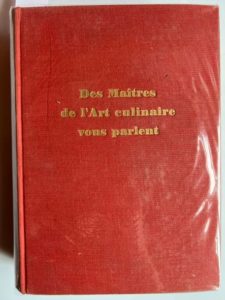 Des Maîtres
de l'Art culinaire
vous parlent